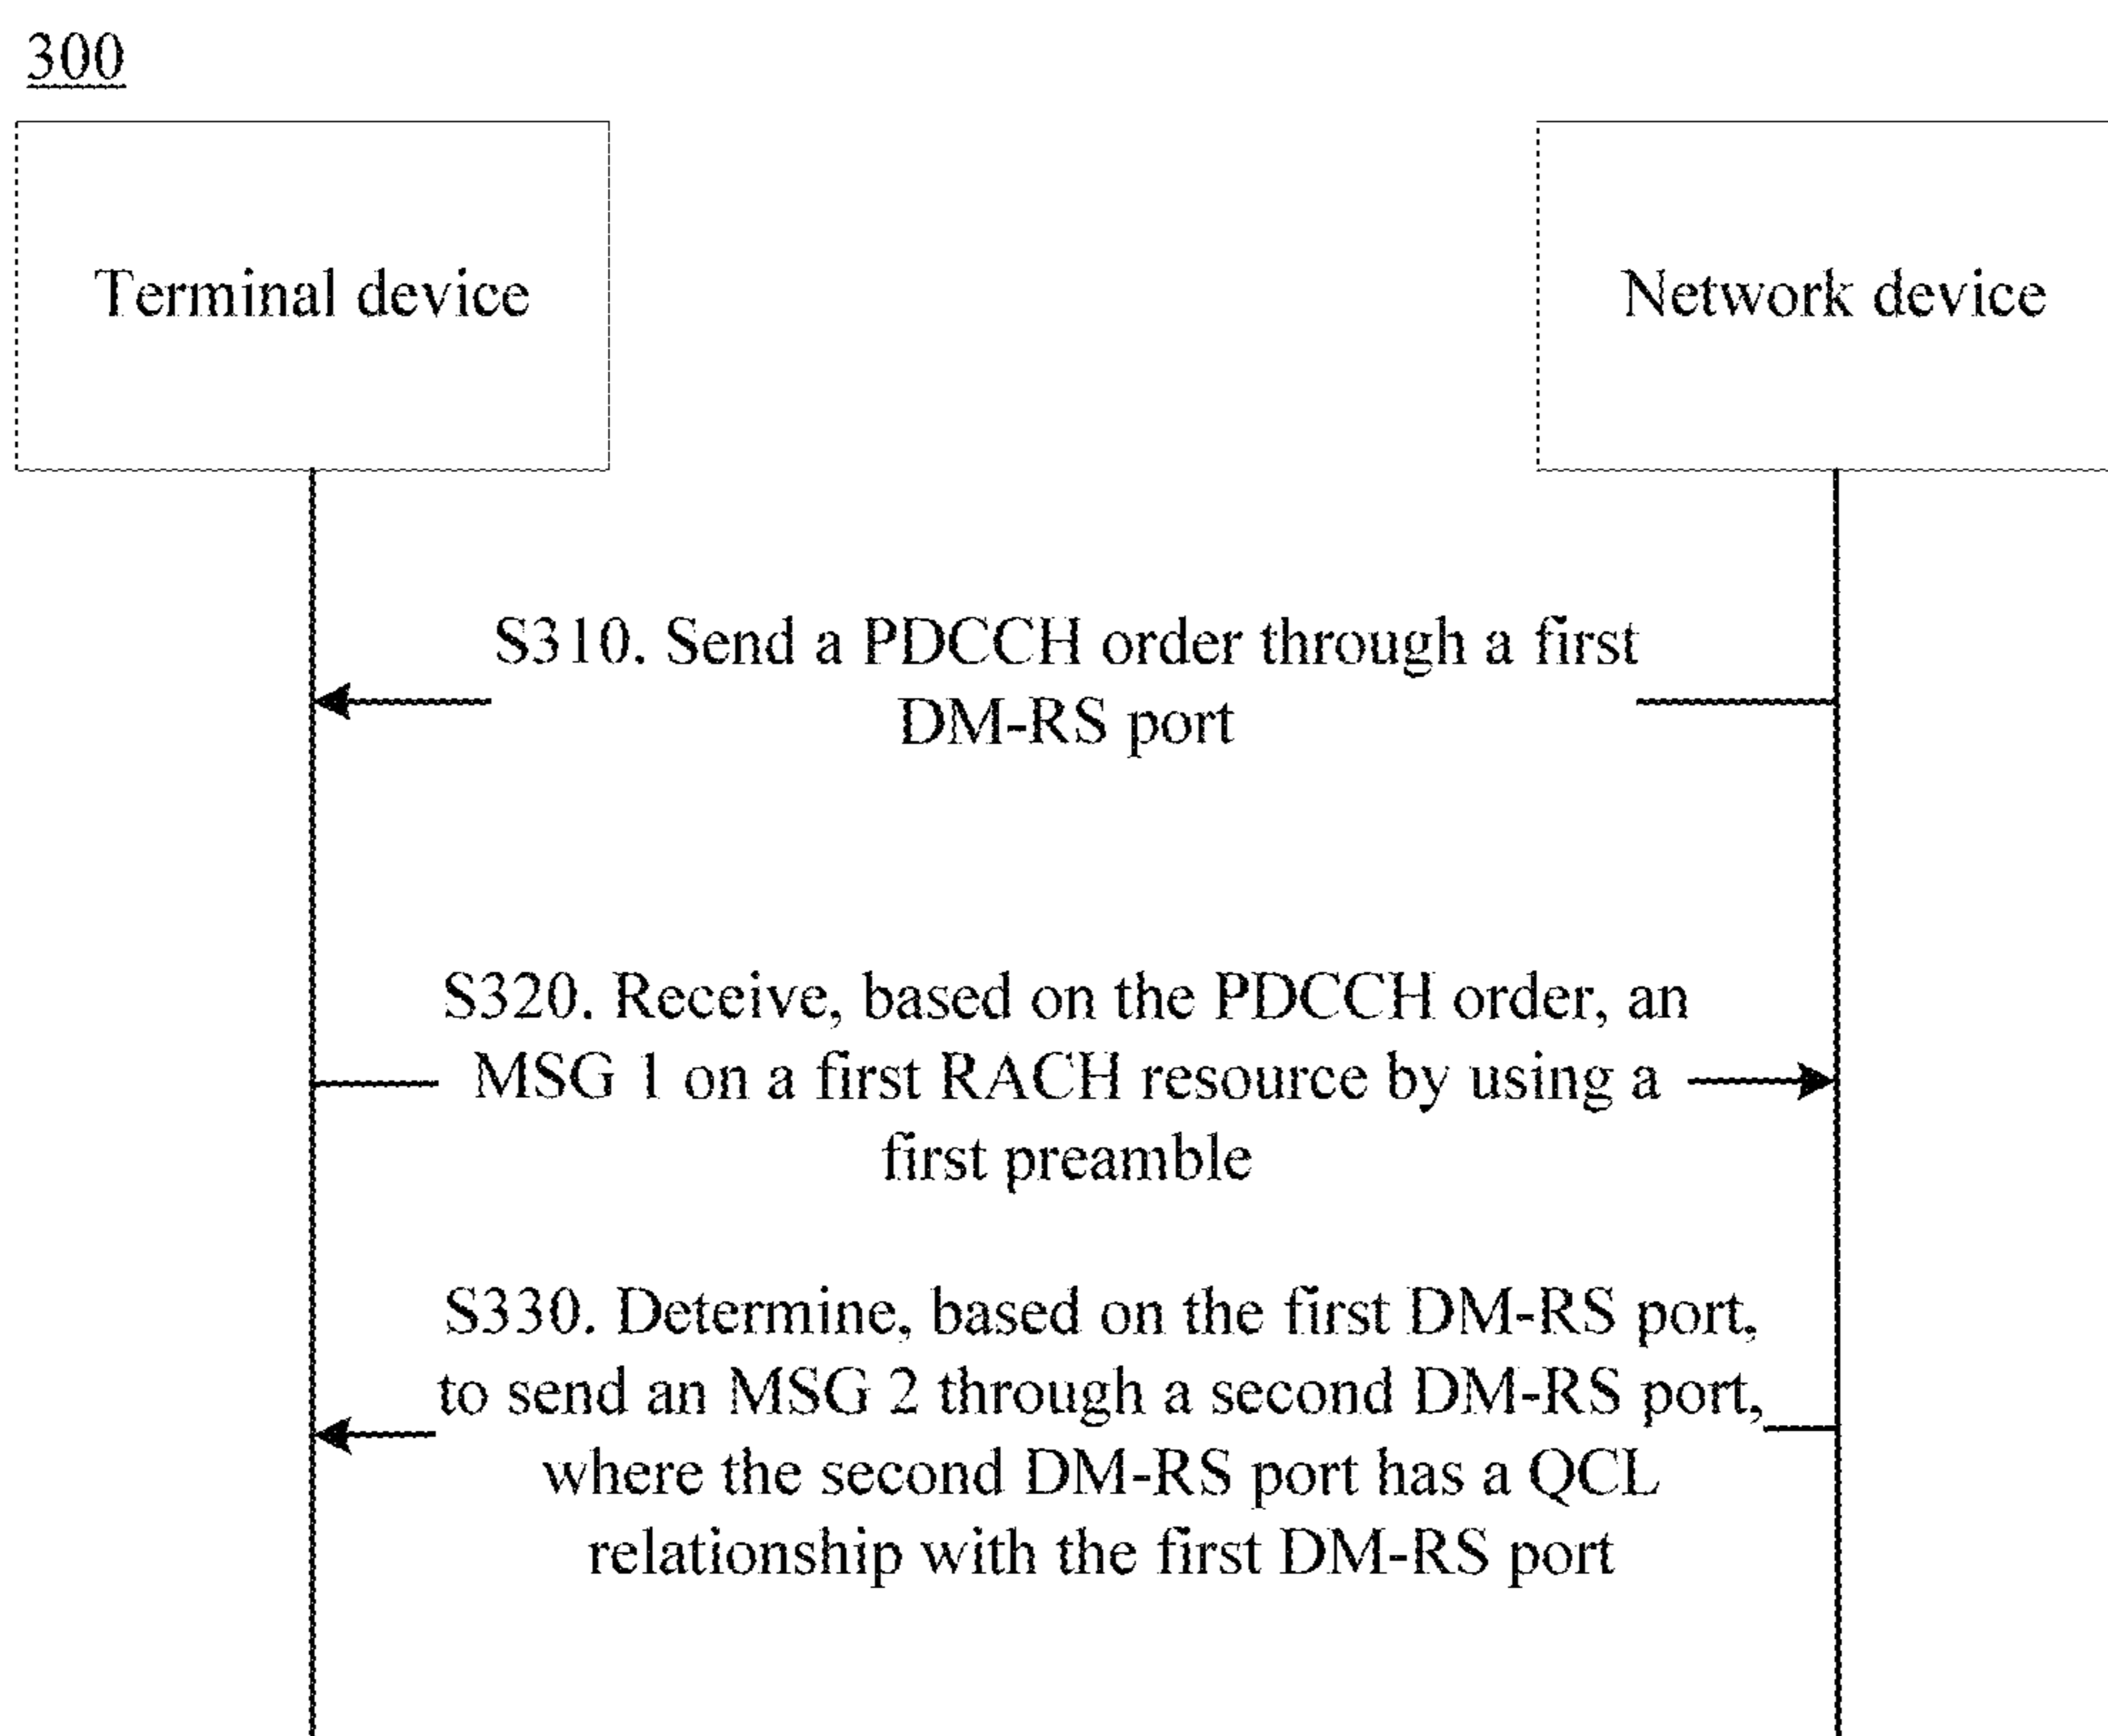 300
Terminal device
Network device
S310. Send a PDCCH order through a first
DM-RS port
S320. Receive, based on the PDCCH order, an
MSG 1 on a first RACH resource by using a
first preamble
S330. Determine, based on the first DM-RS port,
to send an MSG 2 through a second DM-RS port,
where the second DM-RS port has a QCL
relationship with the first DM-RS port